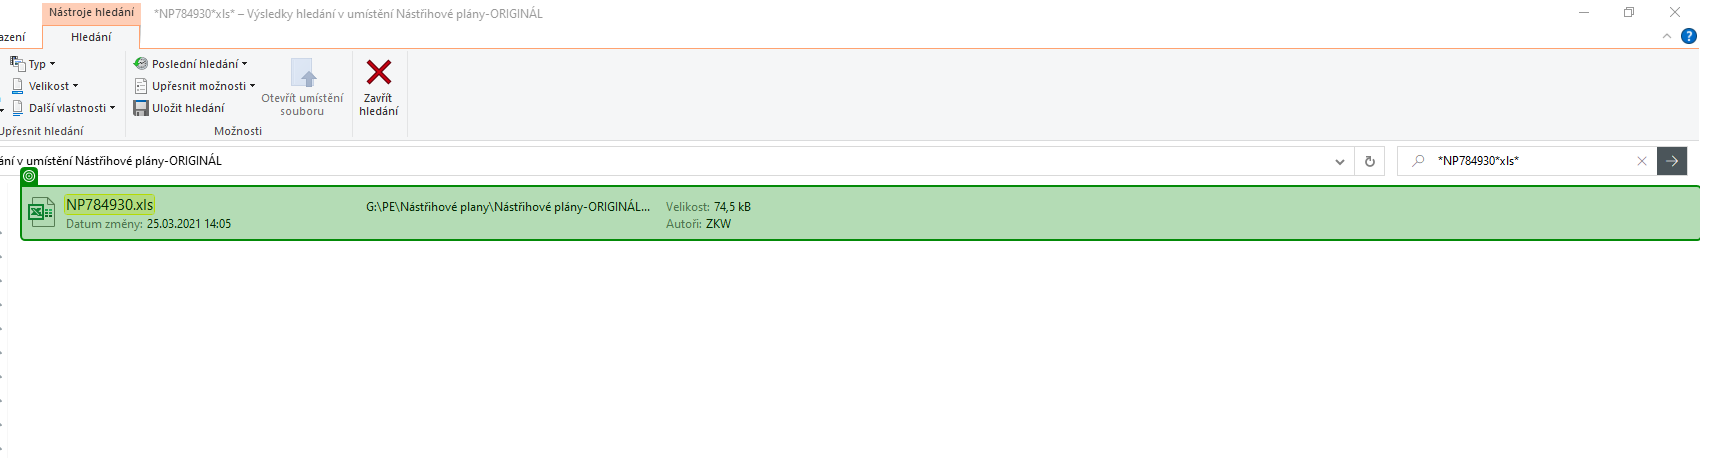 Nástroje hledání
*NP784930*xls* – Výsledky hledání v umístění Nástřihové plány-ORIGINÁL
azení
Hledání
Typ
Velikost
Další vlastnosti
Upřesnit hledání
Poslední hledání
Upřesnit možnosti
Uložit hledání
Otevřít umístění
souboru
Možnosti
Zavřít
hledání
ání v umístění Nástřihové plány-ORIGINÁL
*NP784930*xls*
NP784930.xls
Datum změny: 25.03.2021 14:05
G:\PE\Nástřihové plany\Nástřihové plány-ORIGINÁL...
Velikost: 74,5 kB
Autoři: ZKW